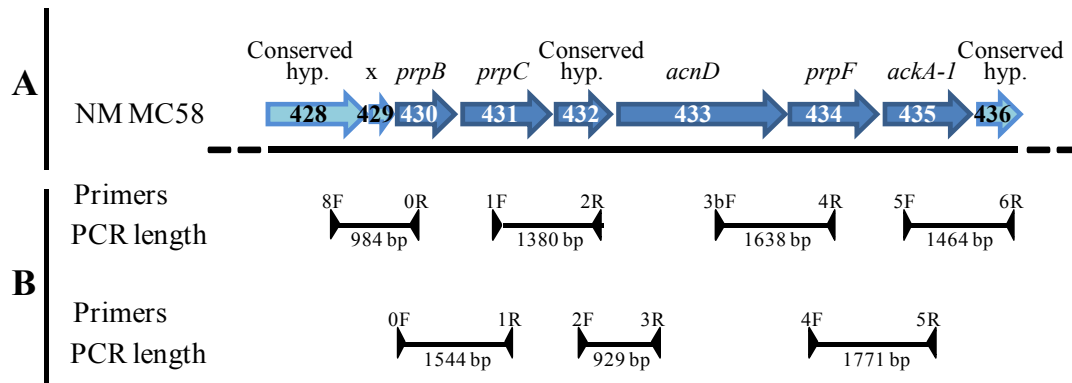 A
Conserved hyp. x prpB prpC Conserved hyp. acnD prpF ackA-1 Conserved hyp.
NM MC58 428 429 430 431 432 433 434 435 436
B
Primers 8F 0R 1F 2R 3bF 4R 5F 6R
PCR length 984 bp 1380 bp 1638 bp 1464 bp
Primers 0F 1R 2F 3R 4F 5R
PCR length 1544 bp 929 bp 1771 bp